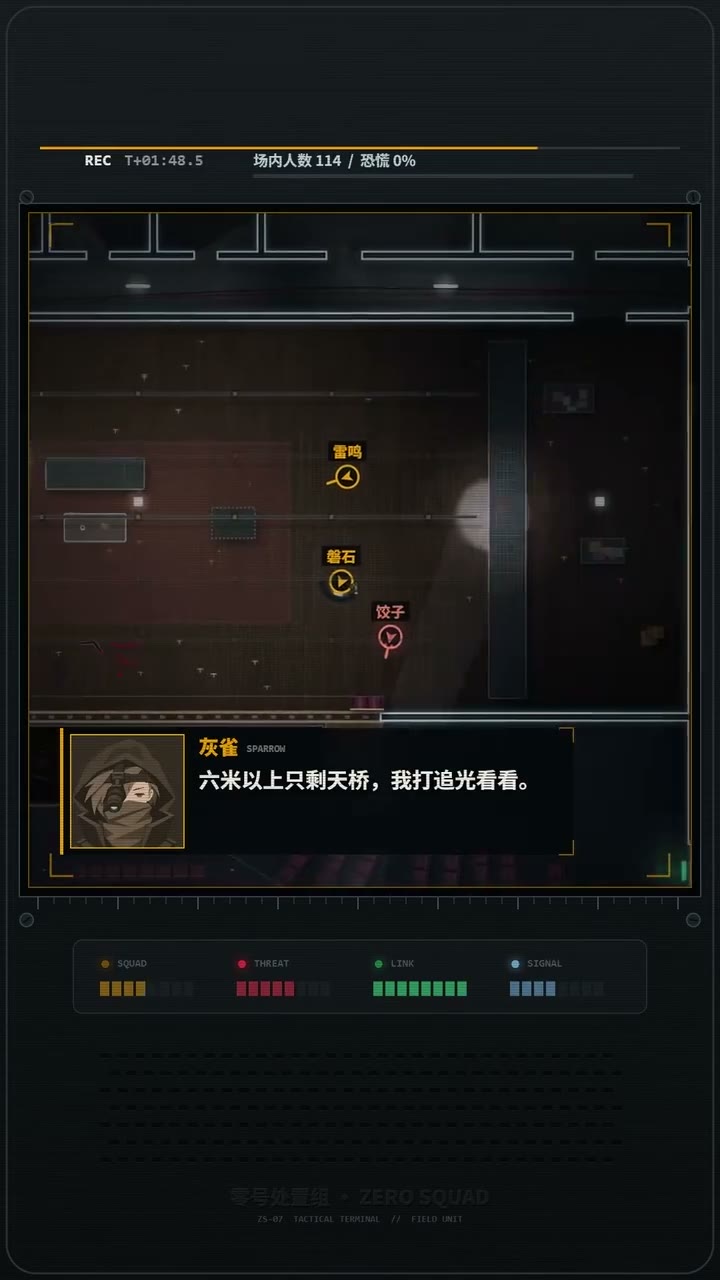 REC T+01:48.5 场内人数 114 / 恐慌 0%
雷鸣
磐石
饺子
灰雀 SPARROW
六米以上只剩天桥，我打追光看看。
SQUAD THREAT LINK SIGNAL
零号处置组 · ZERO SQUAD
ZS-07 TACTICAL TERMINAL // FIELD UNIT